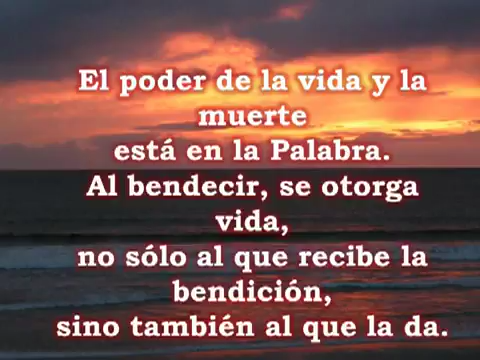 El poder de la vida y la
muerte
está en la Palabra.
Al bendecir, se otorga
vida,
no sólo al que recibe la
bendición,
sino también al que la da.